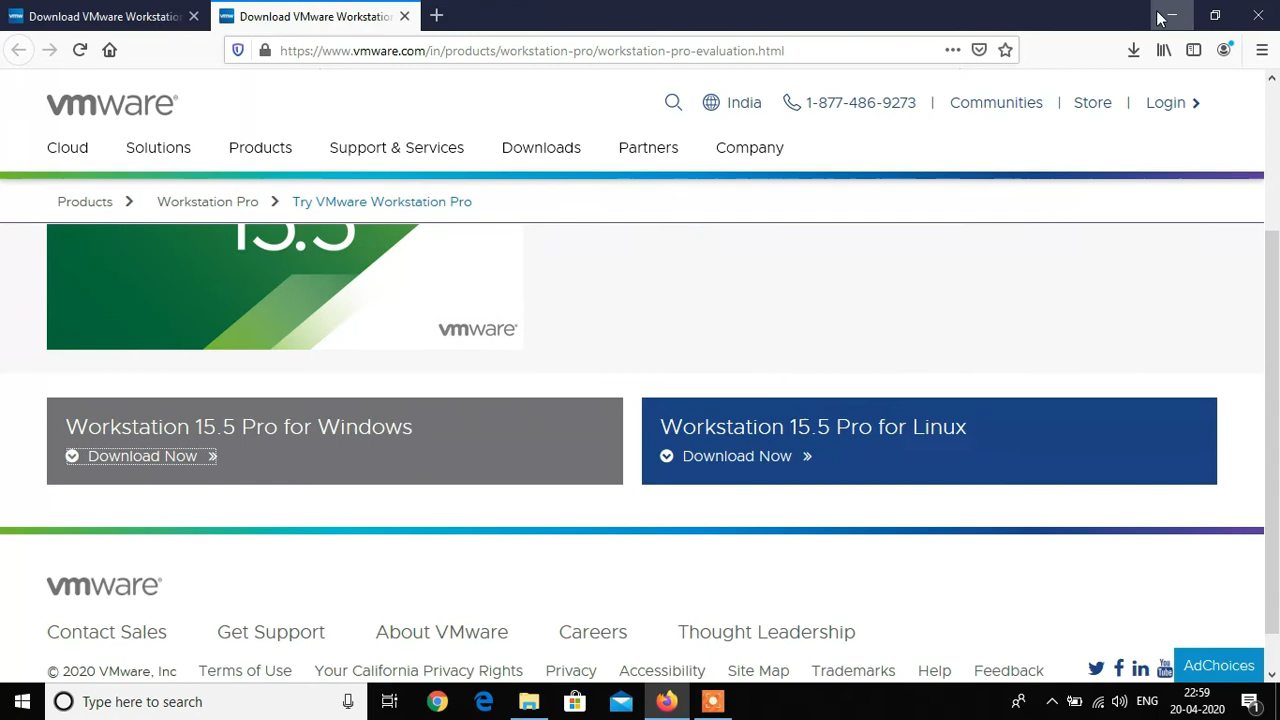 Download VMware Workstation
Download VMware Workstation
https://www.vmware.com/in/products/workstation-pro/workstation-pro-evaluation.html
vmware®
India
1-877-486-9273
Communities
Store
Login
Cloud
Solutions
Products
Support & Services
Downloads
Partners
Company
Products
Workstation Pro
Try VMware Workstation Pro
15.5
vmware®
Workstation 15.5 Pro for Windows
Download Now
Workstation 15.5 Pro for Linux
Download Now
vmware®
Contact Sales
Get Support
About VMware
Careers
Thought Leadership
© 2020 VMware, Inc
Terms of Use
Your California Privacy Rights
Privacy
Accessibility
Site Map
Trademarks
Help
Feedback
AdChoices
Type here to search
ENG
22:59
20-04-2020